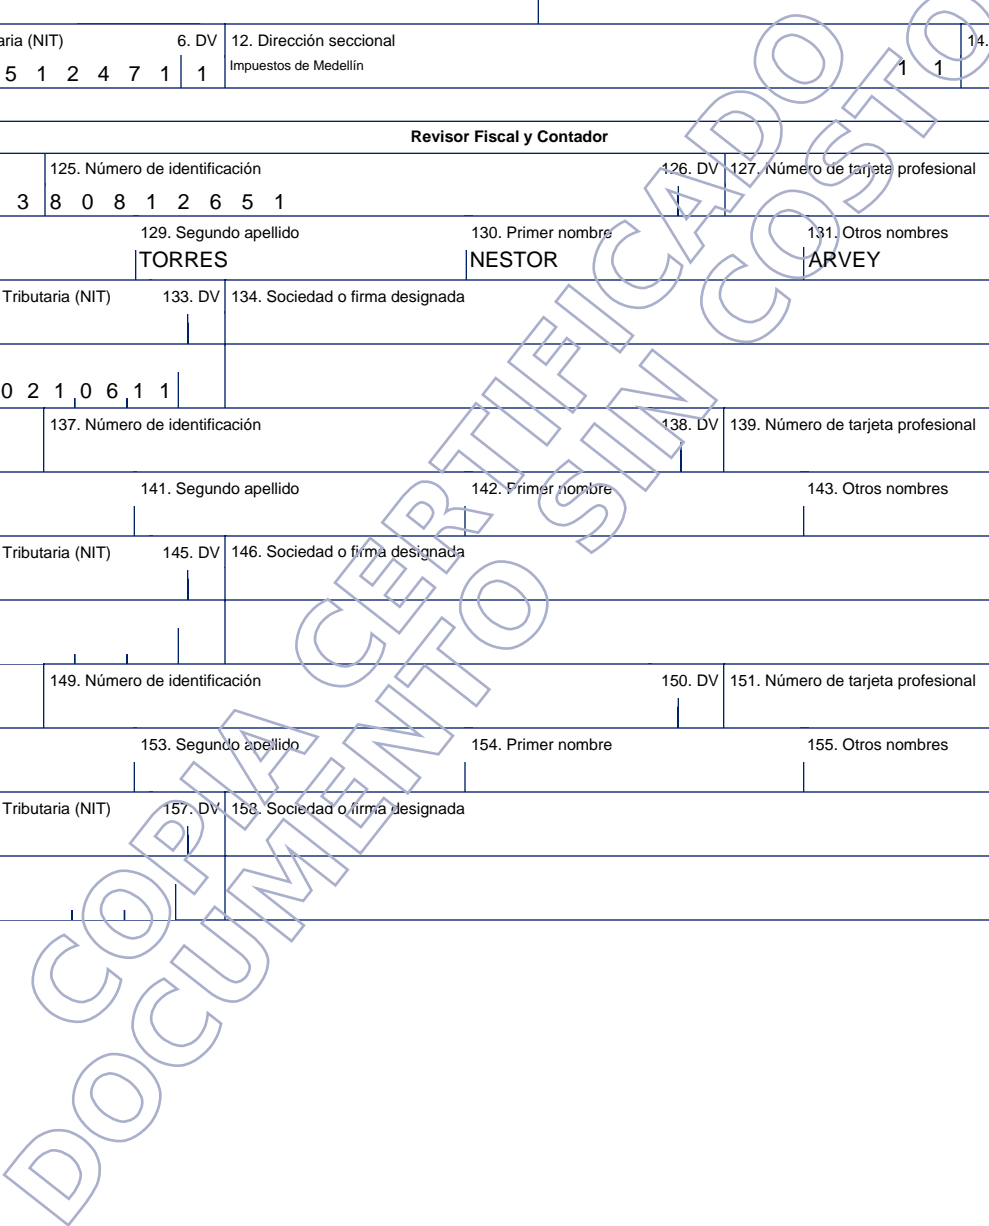 aria (NIT) 6. DV 12. Dirección seccional 14.
5 1 2 4 7 1 1 Impuestos de Medellín 1 1
Revisor Fiscal y Contador
125. Número de identificación 126. DV 127. Número de tarjeta profesional
3 8 0 8 1 2 6 5 1
129. Segundo apellido 130. Primer nombre 131. Otros nombres
TORRES NESTOR ARVEY
Tributaria (NIT) 133. DV 134. Sociedad o firma designada
0 2 1 0 6 1 1
137. Número de identificación 138. DV 139. Número de tarjeta profesional
141. Segundo apellido 142. Primer nombre 143. Otros nombres
Tributaria (NIT) 145. DV 146. Sociedad o firma designada
149. Número de identificación 150. DV 151. Número de tarjeta profesional
153. Segundo apellido 154. Primer nombre 155. Otros nombres
Tributaria (NIT) 157. DV 158. Sociedad o firma designada
COPIA CERTIFICADO
DOCUMENTO SIN COSTO